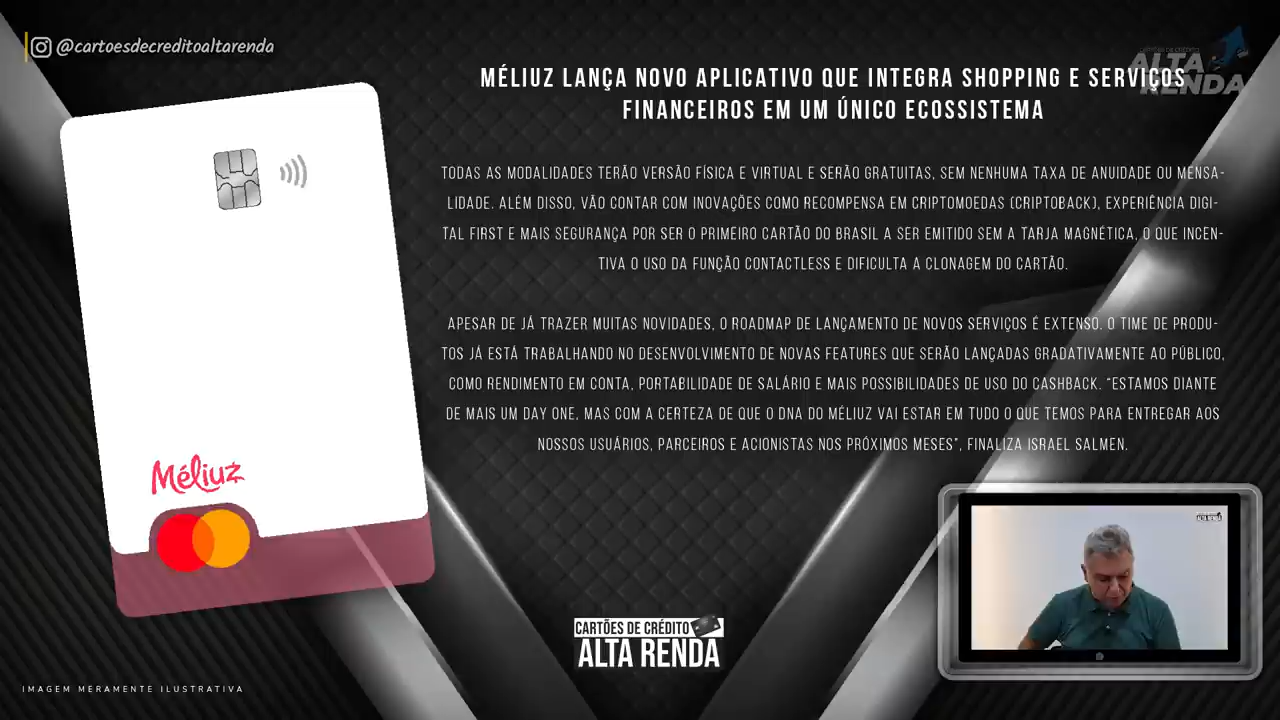 @cartoesdecreditoaltarenda
CARTÕES DE CRÉDITO
ALTA
RENDA
MÉLIUZ LANÇA NOVO APLICATIVO QUE INTEGRA SHOPPING E SERVIÇOS
FINANCEIROS EM UM ÚNICO ECOSSISTEMA
TODAS AS MODALIDADES TERÃO VERSÃO FÍSICA E VIRTUAL E SERÃO GRATUITAS, SEM NENHUMA TAXA DE ANUIDADE OU MENSA-
LIDADE. ALÉM DISSO, VÃO CONTAR COM INOVAÇÕES COMO RECOMPENSA EM CRIPTOMOEDAS (CRIPTOBACK), EXPERIÊNCIA DIGI-
TAL FIRST E MAIS SEGURANÇA POR SER O PRIMEIRO CARTÃO DO BRASIL A SER EMITIDO SEM A TARJA MAGNÉTICA, O QUE INCEN-
TIVA O USO DA FUNÇÃO CONTACTLESS E DIFICULTA A CLONAGEM DO CARTÃO.
APESAR DE JÁ TRAZER MUITAS NOVIDADES, O ROADMAP DE LANÇAMENTO DE NOVOS SERVIÇOS É EXTENSO. O TIME DE PRODU-
TOS JÁ ESTÁ TRABALHANDO NO DESENVOLVIMENTO DE NOVAS FEATURES QUE SERÃO LANÇADAS GRADATIVAMENTE AO PÚBLICO,
COMO RENDIMENTO EM CONTA, PORTABILIDADE DE SALÁRIO E MAIS POSSIBILIDADES DE USO DO CASHBACK. “ESTAMOS DIANTE
DE MAIS UM DAY ONE, MAS COM A CERTEZA DE QUE O DNA DO MÉLIUZ VAI ESTAR EM TUDO O QUE TEMOS PARA ENTREGAR AOS
NOSSOS USUÁRIOS, PARCEIROS E ACIONISTAS NOS PRÓXIMOS MESES”, FINALIZA ISRAEL SALMEN.
Méliuz
CARTÕES DE CRÉDITO
ALTA RENDA
IMAGEM MERAMENTE ILUSTRATIVA